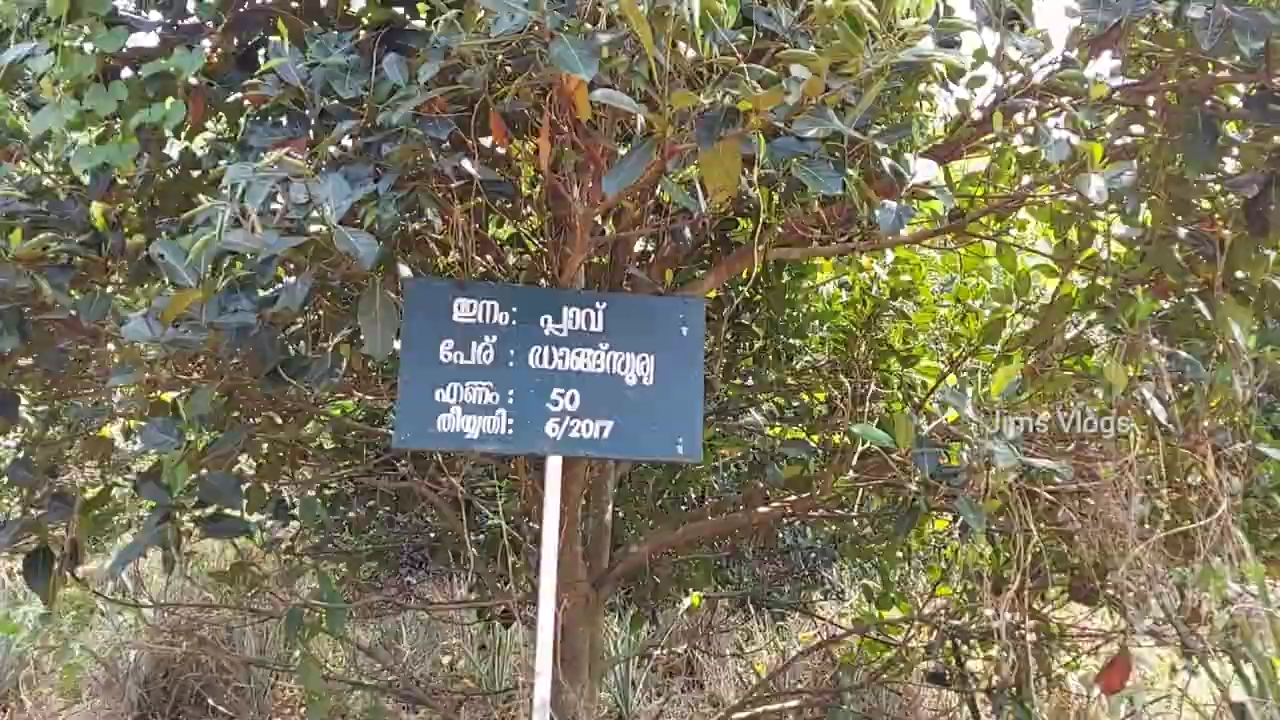 ഇനം: പ്ലാവ്
പേര് : ഡാങ്ങ്സൂര്യ
എണ്ണം : 50
തീയ്യതി: 6/2017
Jims Vlogs